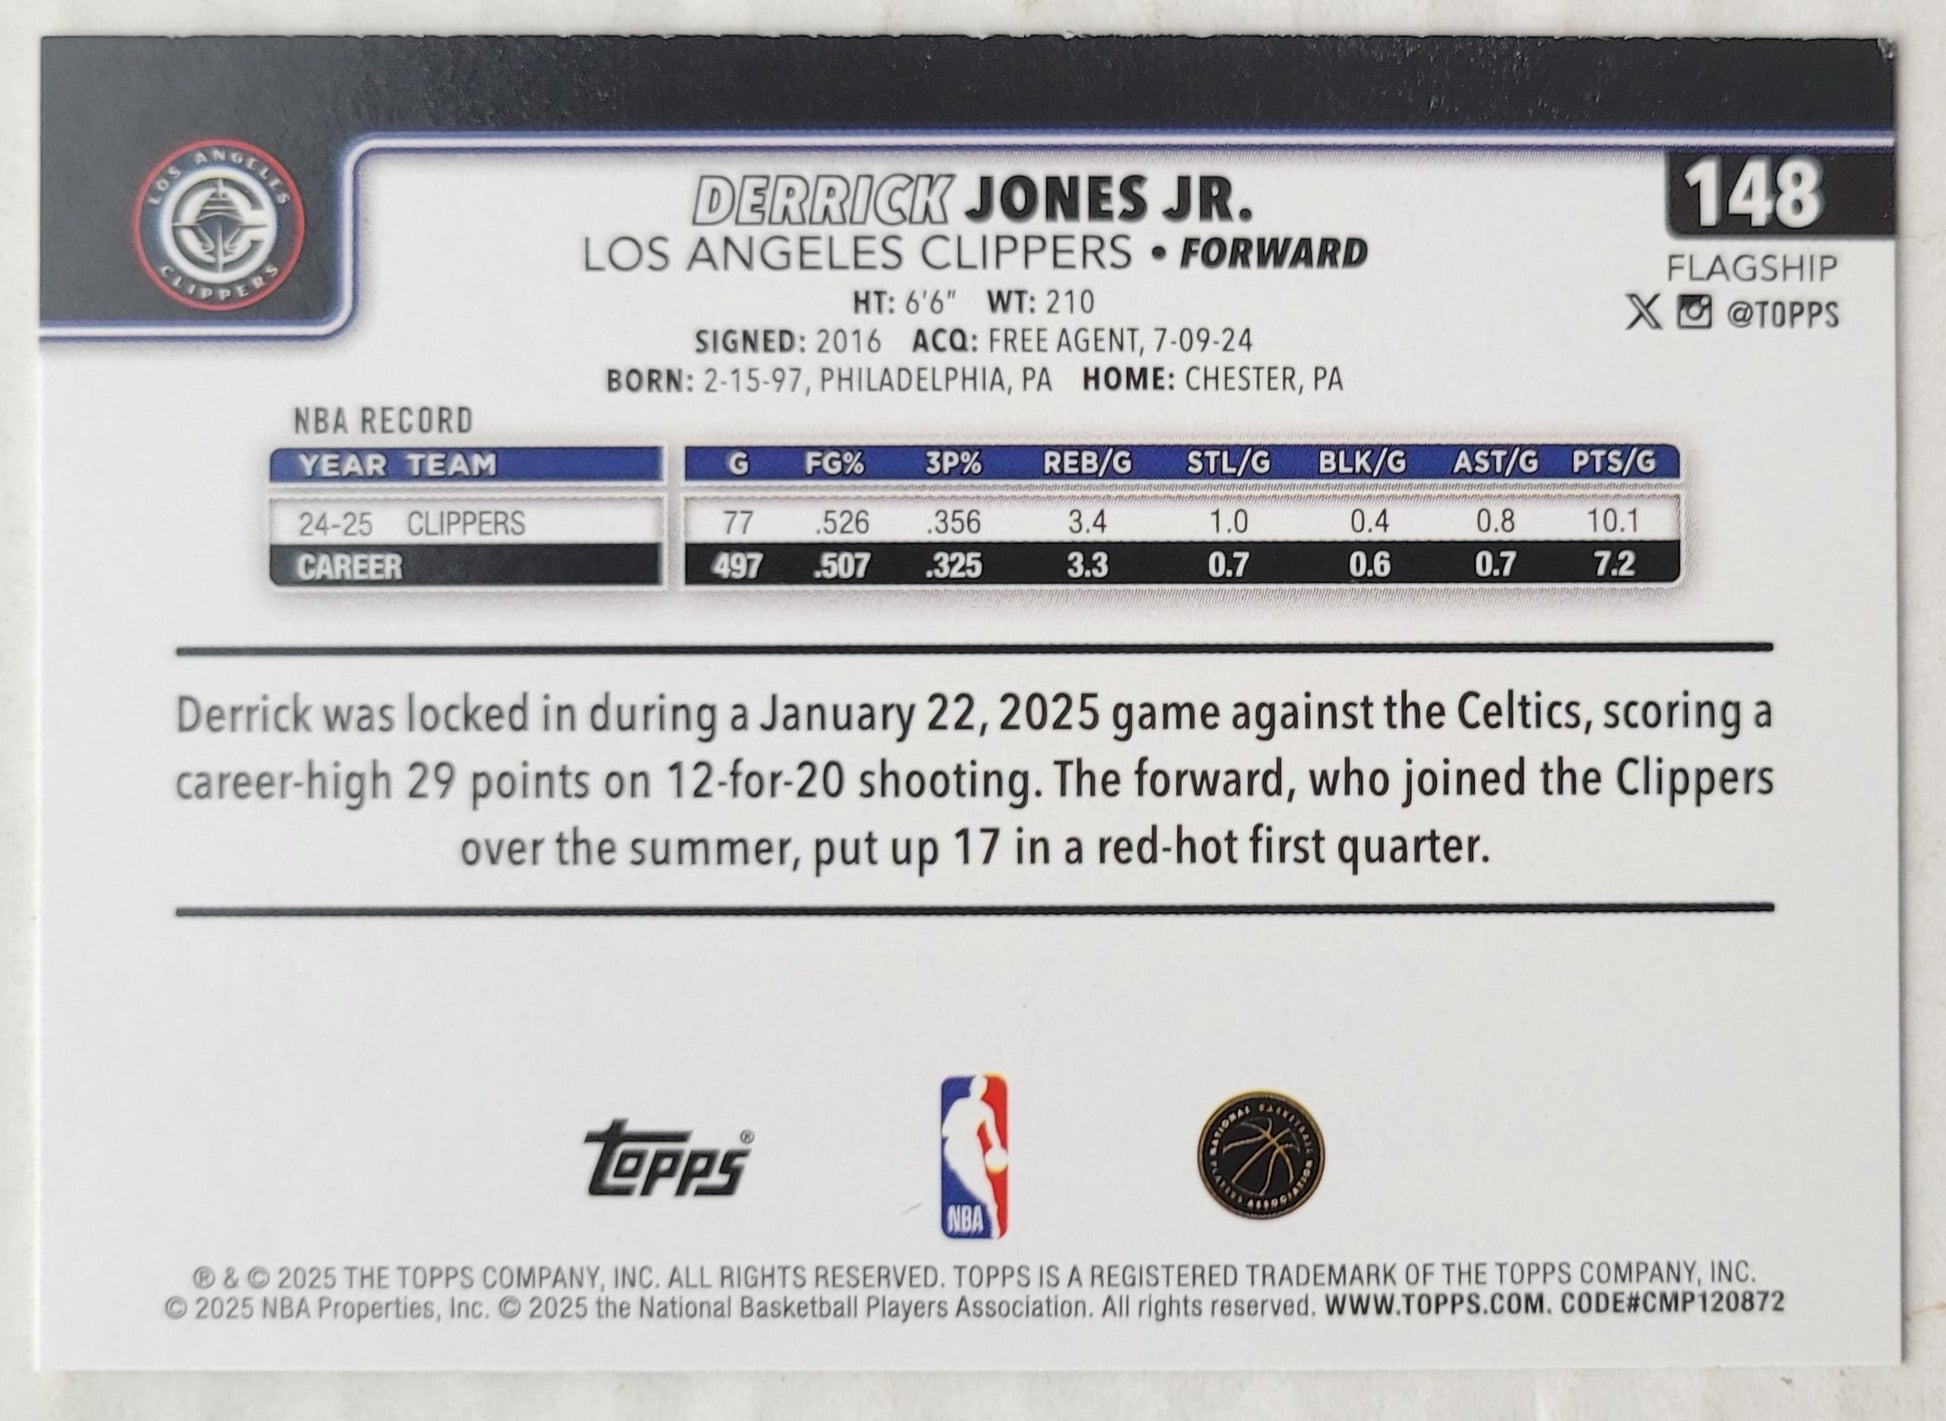 LOS ANGELES
CLIPPERS
DERRICK JONES JR.
148
LOS ANGELES CLIPPERS • FORWARD
FLAGSHIP
HT: 6'6" WT: 210
@TOPPS
SIGNED: 2016 ACQ: FREE AGENT, 7-09-24
BORN: 2-15-97, PHILADELPHIA, PA HOME: CHESTER, PA
NBA RECORD
YEAR TEAM G FG% 3P% REB/G STL/G BLK/G AST/G PTS/G
24-25 CLIPPERS 77 .526 .356 3.4 1.0 0.4 0.8 10.1
CAREER 497 .507 .325 3.3 0.7 0.6 0.7 7.2
Derrick was locked in during a January 22, 2025 game against the Celtics, scoring a
career-high 29 points on 12-for-20 shooting. The forward, who joined the Clippers
over the summer, put up 17 in a red-hot first quarter.
Topps®
NBA
NATIONAL BASKETBALL
PLAYERS ASSOCIATION
® & © 2025 THE TOPPS COMPANY, INC. ALL RIGHTS RESERVED. TOPPS IS A REGISTERED TRADEMARK OF THE TOPPS COMPANY, INC.
© 2025 NBA Properties, Inc. © 2025 the National Basketball Players Association. All rights reserved. WWW.TOPPS.COM. CODE#CMP120872